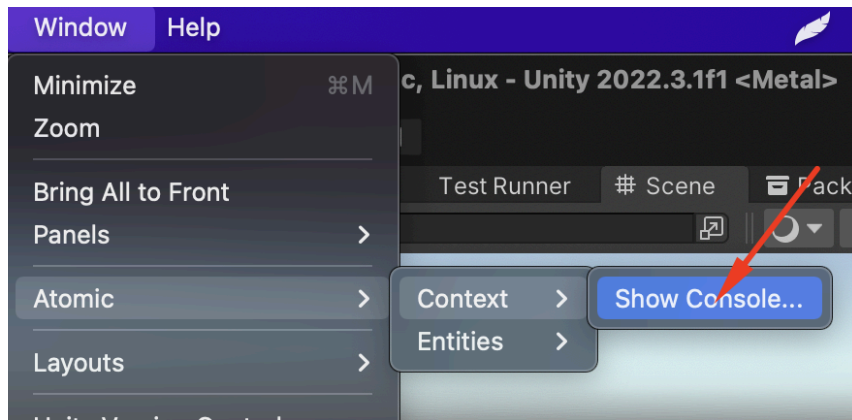 Window Help
Minimize ⌘M
c, Linux - Unity 2022.3.1f1 <Metal>
Zoom
Test Runner # Scene Pack
Bring All to Front
Panels >
Atomic > Context > Show Console...
Entities >
Layouts >